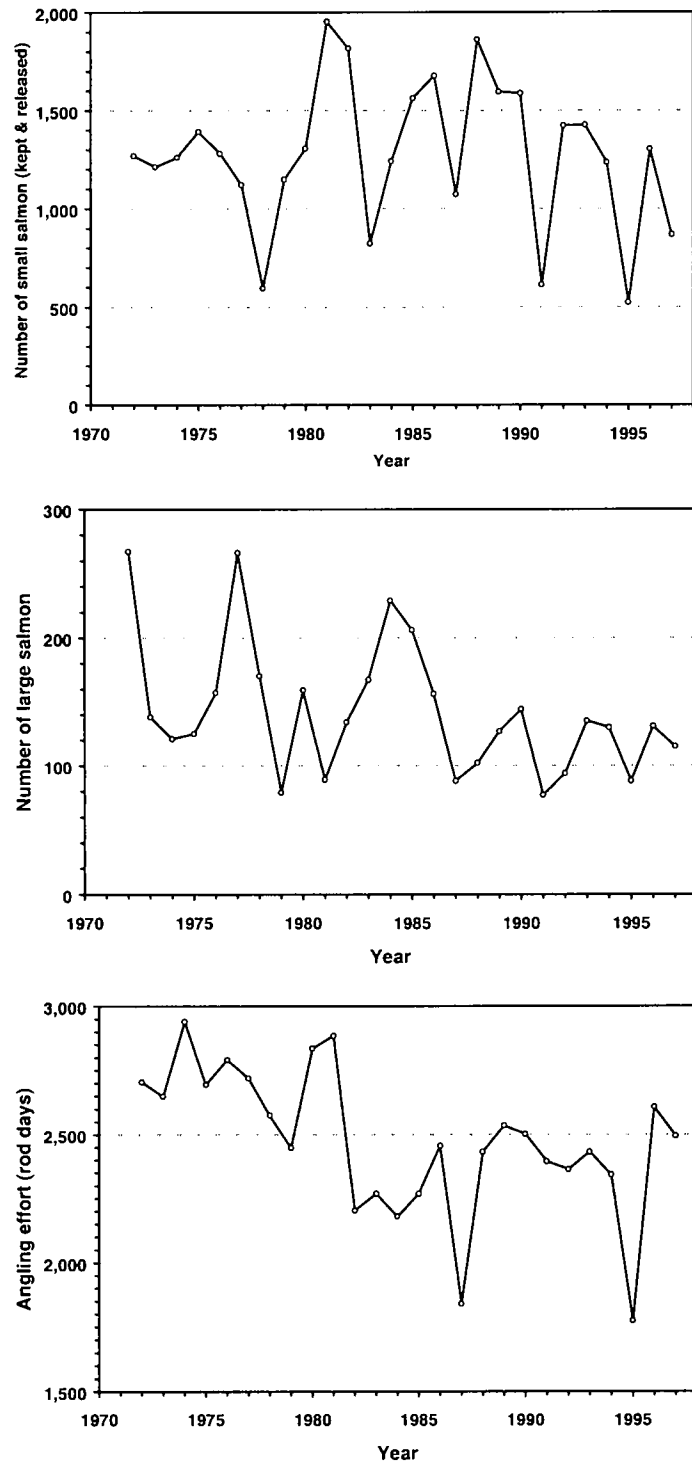 Number of small salmon (kept & released)
2,000
1,500
1,000
500
0
1970 1975 1980 1985 1990 1995
Year
Number of large salmon
300
200
100
0
1970 1975 1980 1985 1990 1995
Year
Angling effort (rod days)
3,000
2,500
2,000
1,500
1970 1975 1980 1985 1990 1995
Year